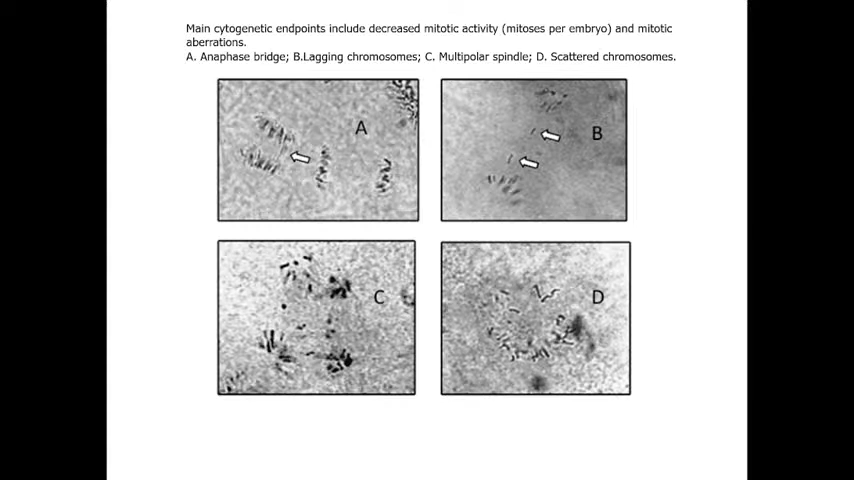 Main cytogenetic endpoints include decreased mitotic activity (mitoses per embryo) and mitotic
aberrations.
A. Anaphase bridge; B.Lagging chromosomes; C. Multipolar spindle; D. Scattered chromosomes.
A
B
C
D